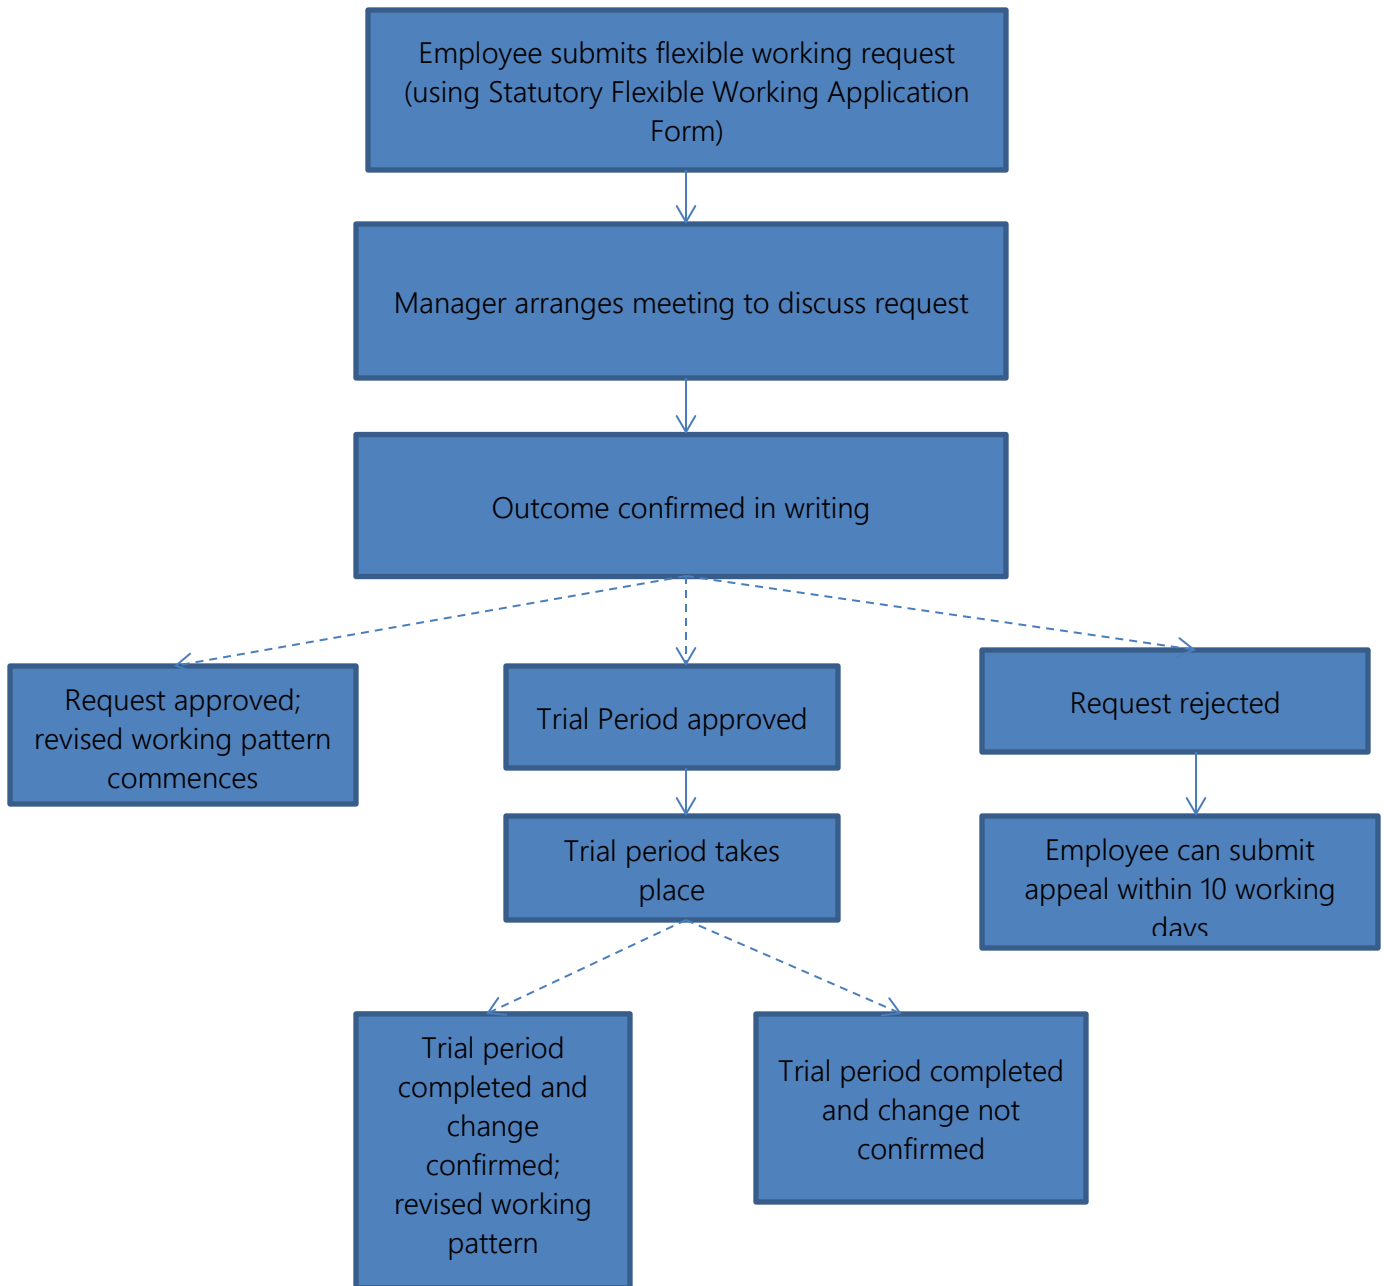 Employee submits flexible working request
(using Statutory Flexible Working Application
Form)
Manager arranges meeting to discuss request
Outcome confirmed in writing
Request approved;
revised working pattern
commences
Trial Period approved
Request rejected
Trial period takes
place
Employee can submit
appeal within 10 working
days
Trial period
completed and
change
confirmed;
revised working
pattern
Trial period completed
and change not
confirmed